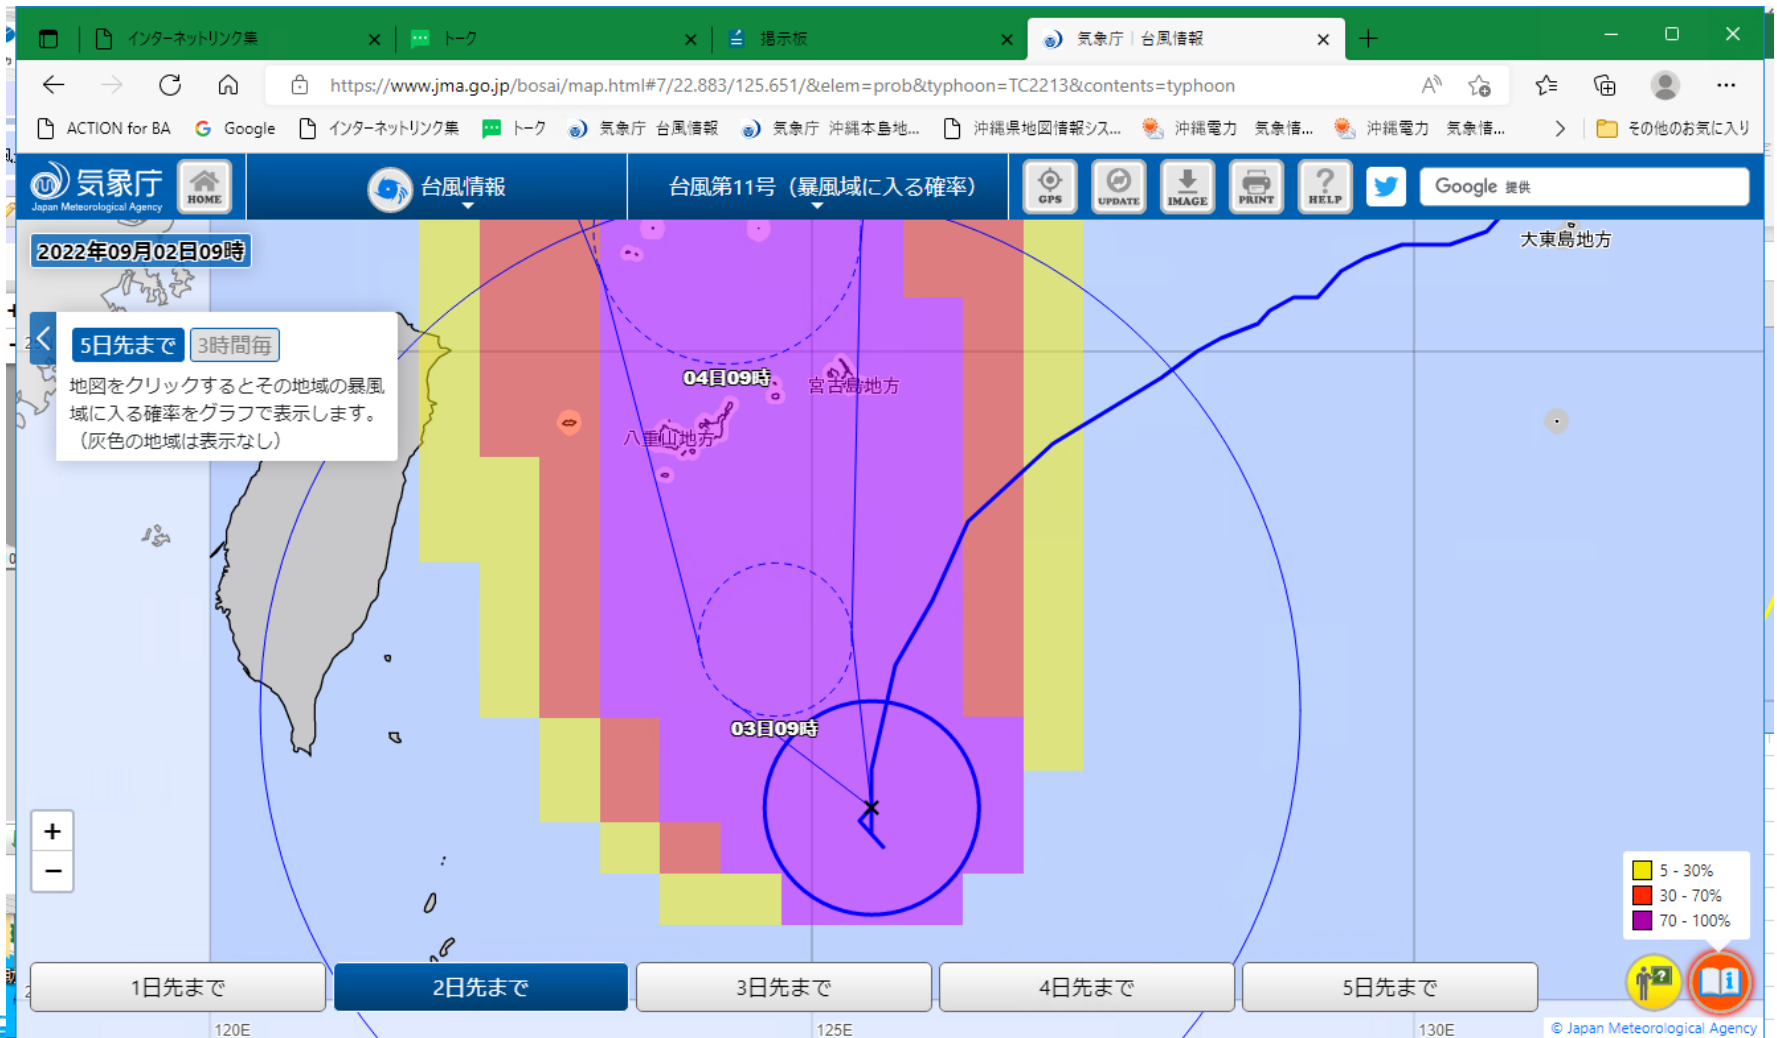 インターネットリンク集
トーク
掲示板
気象庁 | 台風情報
https://www.jma.go.jp/bosai/map.html#7/22.883/125.651/&elem=prob&typhoon=TC2213&contents=typhoon
ACTION for BA
Google
インターネットリンク集
トーク
気象庁 台風情報
気象庁 沖縄本島地...
沖縄県地図情報シス...
沖縄電力 気象情...
沖縄電力 気象情...
その他のお気に入り
気象庁
Japan Meteorological Agency
HOME
台風情報
台風第11号（暴風域に入る確率）
GPS
UPDATE
IMAGE
PRINT
HELP
Google 提供
2022年09月02日09時
大東島地方
5日先まで
3時間毎
地図をクリックするとその地域の暴風
域に入る確率をグラフで表示します。
（灰色の地域は表示なし）
04日09時
宮古島地方
八重山地方
03日09時
+
−
5 - 30%
30 - 70%
70 - 100%
1日先まで
2日先まで
3日先まで
4日先まで
5日先まで
120E
125E
130E
© Japan Meteorological Agency